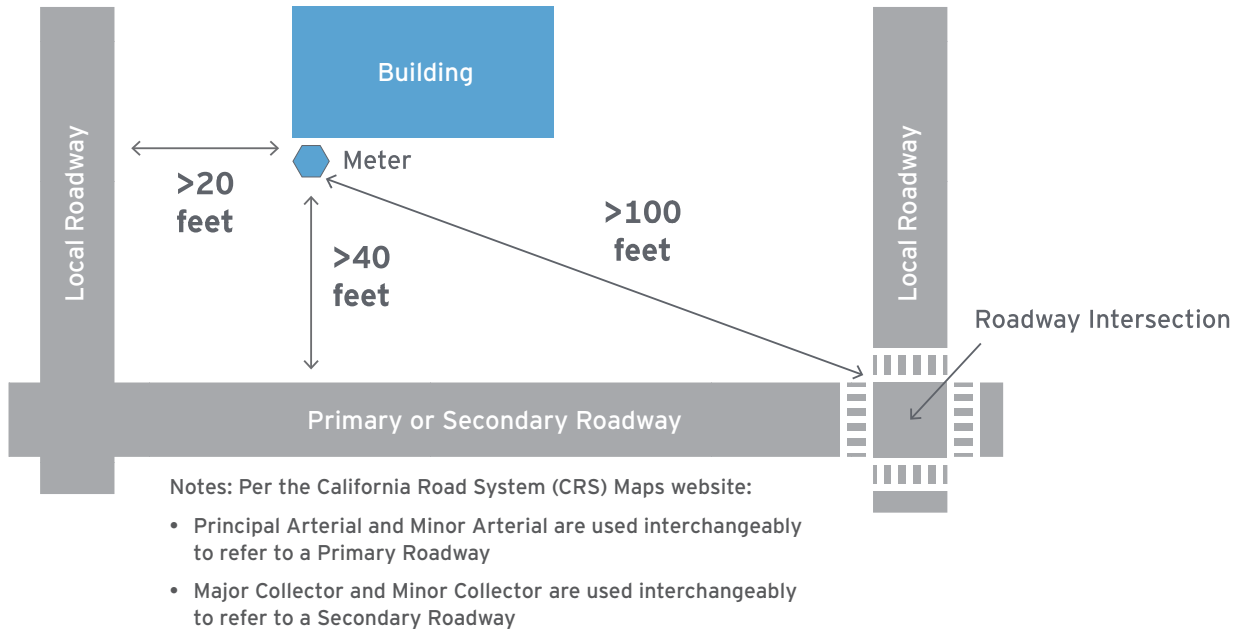 Building
Local Roadway
Meter
Local Roadway
>20
feet
>100
feet
>40
feet
Roadway Intersection
Primary or Secondary Roadway
Notes: Per the California Road System (CRS) Maps website:
• Principal Arterial and Minor Arterial are used interchangeably
to refer to a Primary Roadway
• Major Collector and Minor Collector are used interchangeably
to refer to a Secondary Roadway